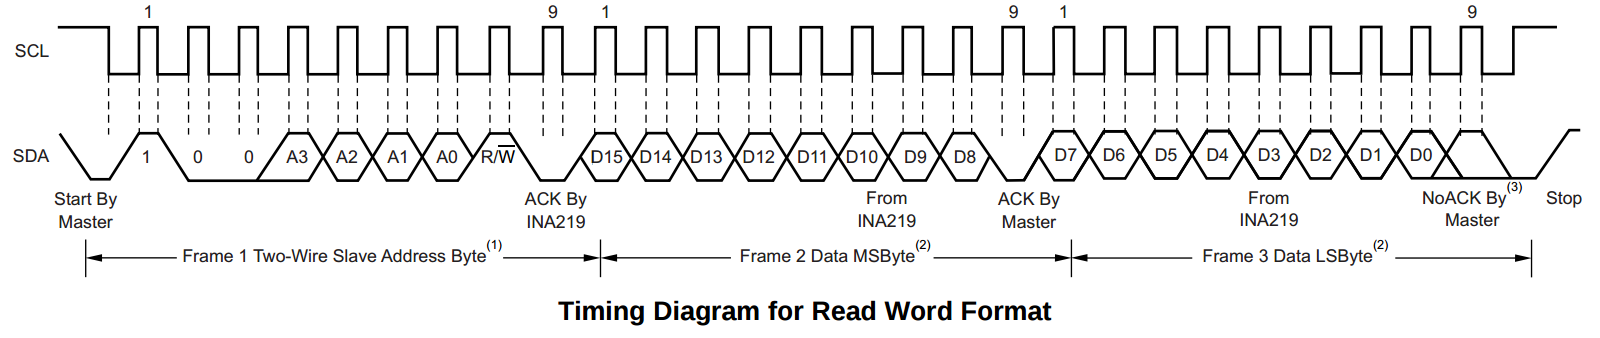 1 9 1 9 1 9
SCL
SDA 1 0 0 A3 A2 A1 A0 R/W̅ D15 D14 D13 D12 D11 D10 D9 D8 D7 D6 D5 D4 D3 D2 D1 D0
Start By
Master
ACK By
INA219
From
INA219
ACK By
Master
From
INA219
NoACK By(3)
Master
Stop
Frame 1 Two-Wire Slave Address Byte(1)
Frame 2 Data MSByte(2)
Frame 3 Data LSByte(2)
Timing Diagram for Read Word Format